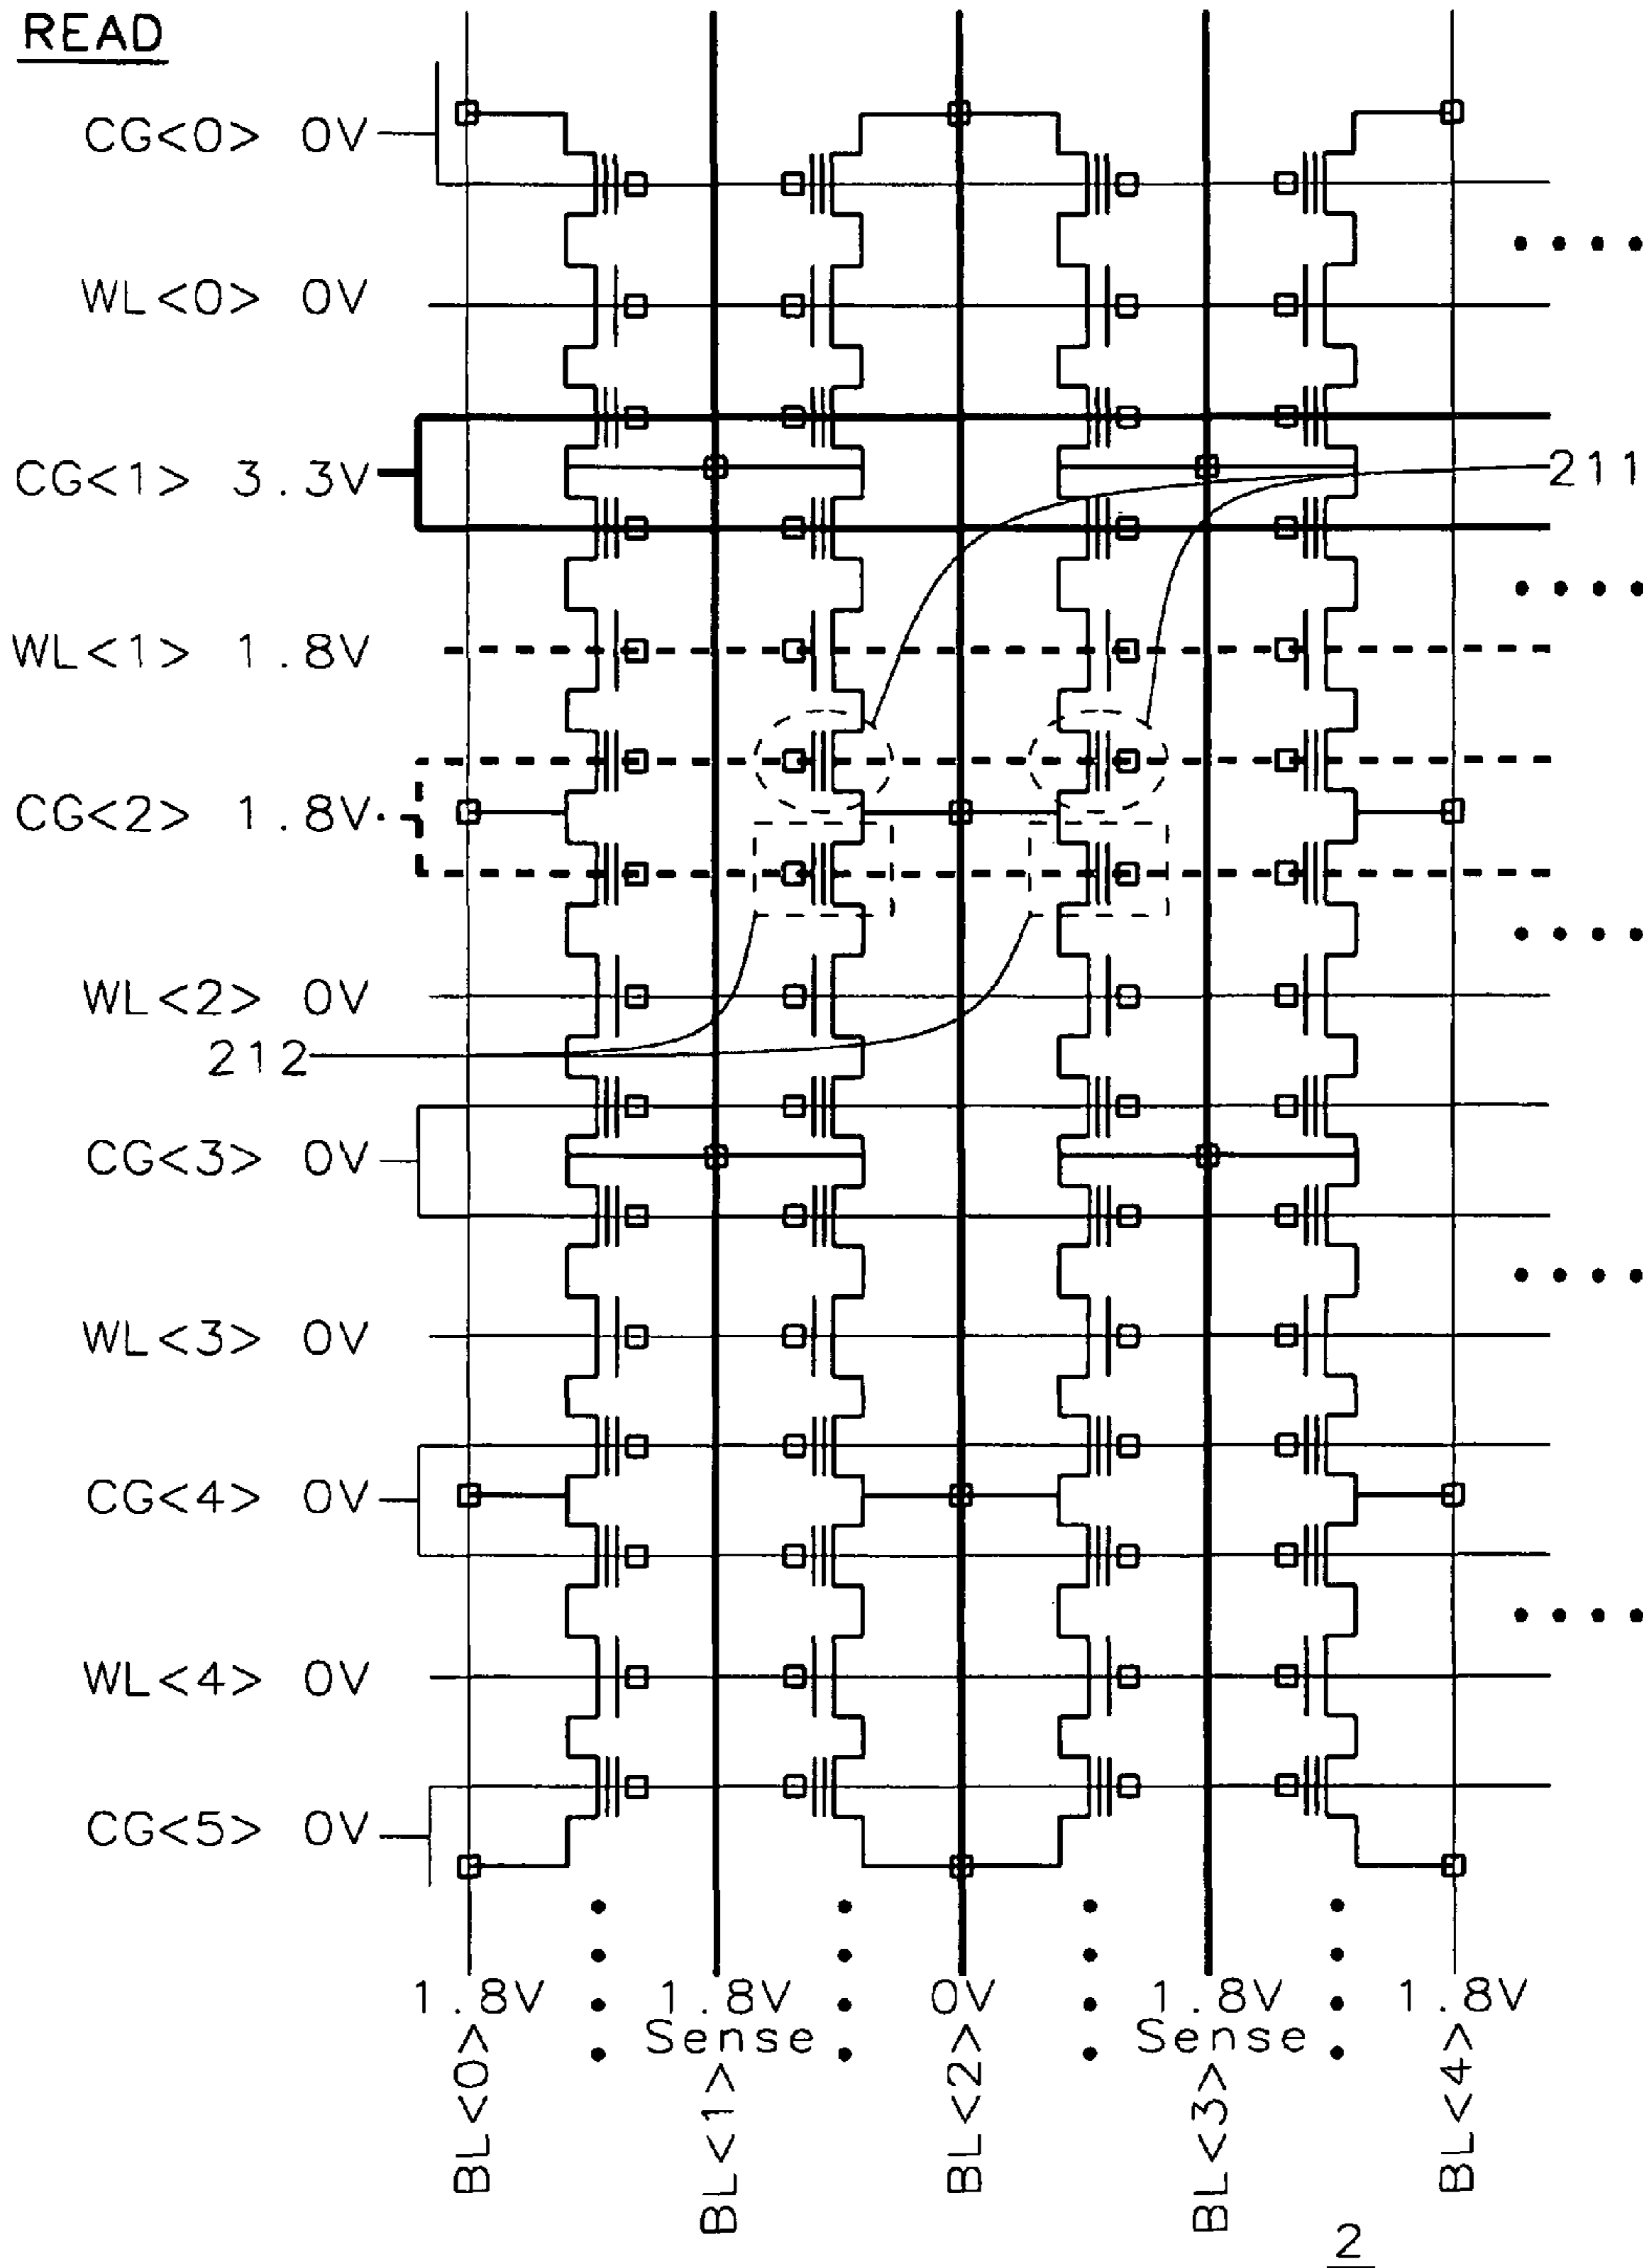 READ
CG<0> 0V
WL<0> 0V
CG<1> 3.3V
211
WL<1> 1.8V
CG<2> 1.8V
WL<2> 0V
212
CG<3> 0V
WL<3> 0V
CG<4> 0V
WL<4> 0V
CG<5> 0V
1.8V 1.8V 0V 1.8V 1.8V
Sense Sense
BL<0> BL<1> BL<2> BL<3> BL<4>
2